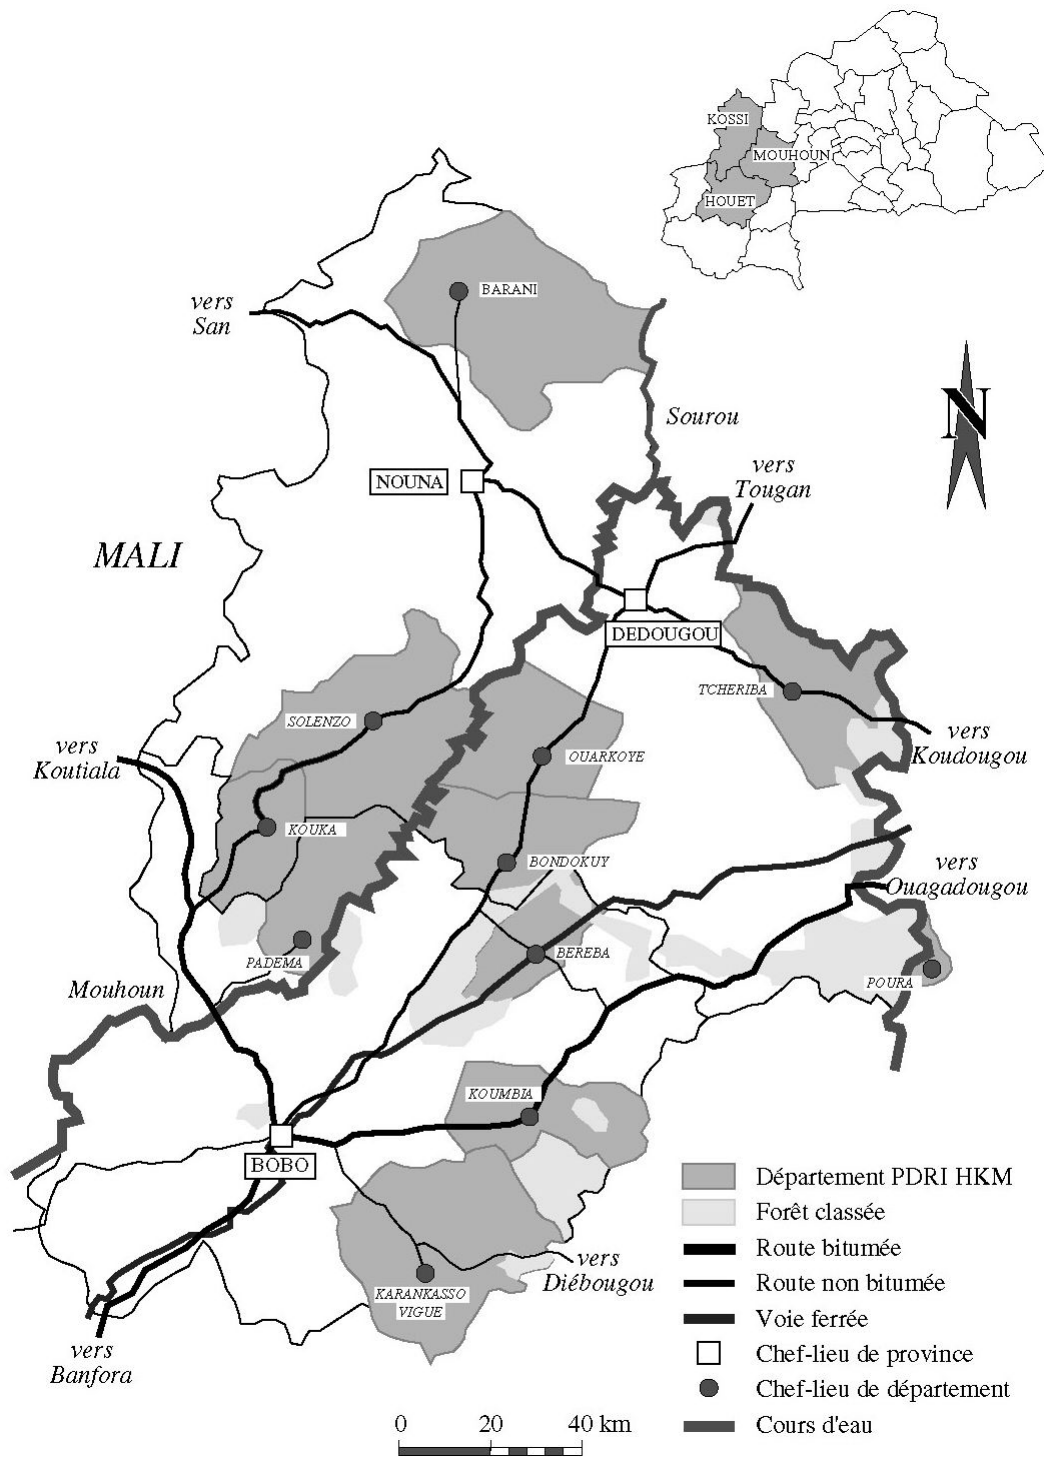 KOSSI
MOUHOUN
HOUET
vers
San
BARANI
N
Sourou
vers
Tougan
NOUNA
MALI
DEDOUGOU
TCHERIBA
SOLENZO
vers
Koudougou
vers
Koutiala
OUARKOYE
KOUKA
BONDOKUY
vers
Ouagadougou
PADEMA
BEREBA
POURA
Mouhoun
KOUMBIA
BOBO
vers
Diébougou
KARANKASSO
VIGUE
vers
Banfora
Département PDRI HKM
Forêt classée
Route bitumée
Route non bitumée
Voie ferrée
Chef-lieu de province
Chef-lieu de département
Cours d'eau
0 20 40 km